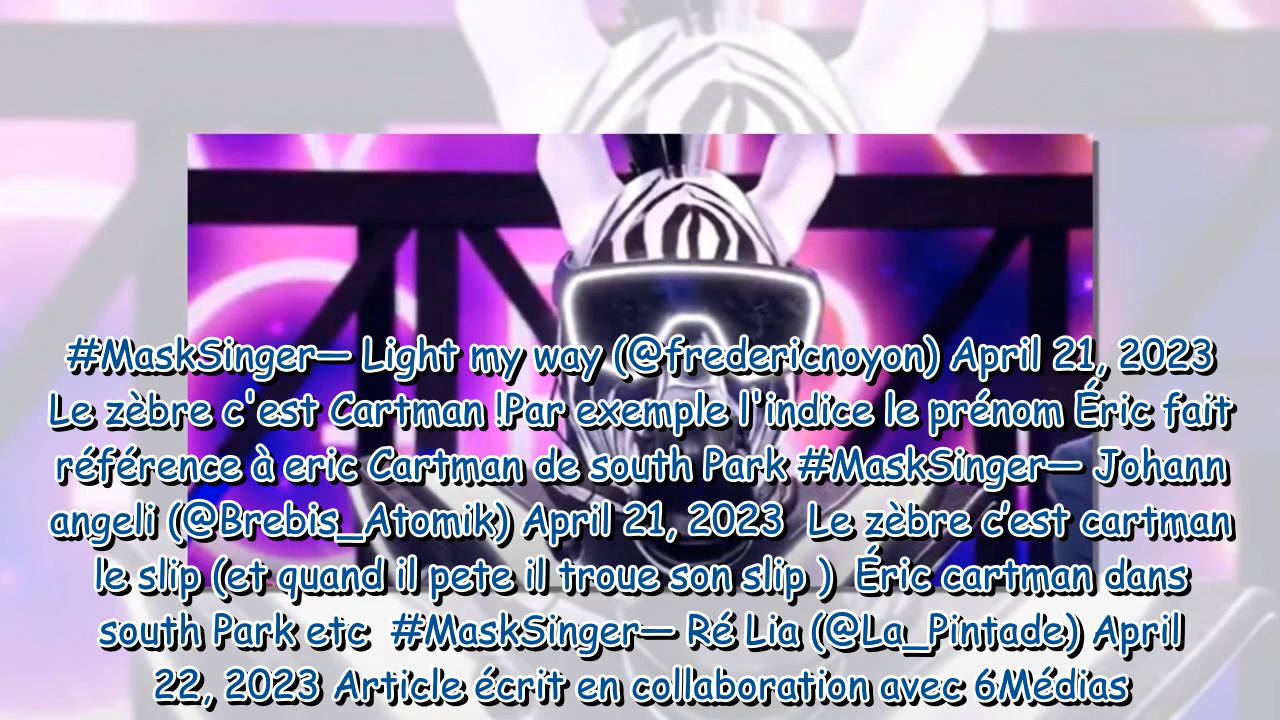 #MaskSinger— Light my way (@fredericnoyon) April 21, 2023
Le zèbre c'est Cartman !Par exemple l'indice le prénom Éric fait
référence à eric Cartman de south Park #MaskSinger— Johann
angeli (@Brebis_Atomik) April 21, 2023  Le zèbre c’est cartman
le slip (et quand il pete il troue son slip )  Éric cartman dans
south Park etc  #MaskSinger— Ré Lia (@La_Pintade) April
22, 2023 Article écrit en collaboration avec 6Médias